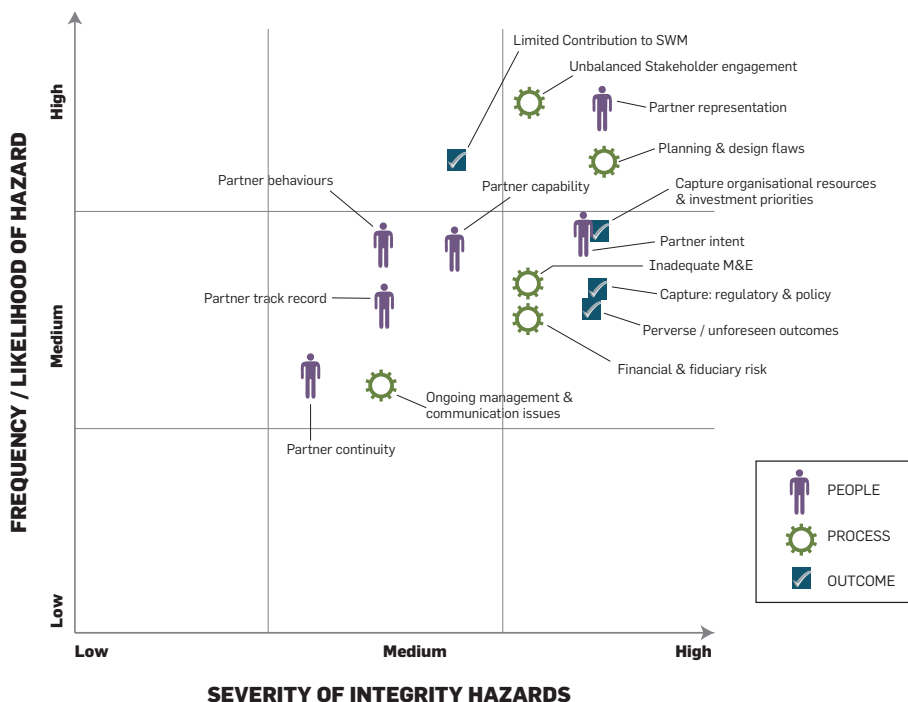 Limited Contribution to SWM
Unbalanced Stakeholder engagement
Partner representation
Planning & design flaws
Partner behaviours
Partner capability
Capture organisational resources
& investment priorities
Partner intent
Inadequate M&E
Partner track record
Capture: regulatory & policy
Perverse / unforeseen outcomes
Financial & fiduciary risk
Ongoing management &
communication issues
Partner continuity
FREQUENCY / LIKELIHOOD OF HAZARD
High
Medium
Low
Low
Medium
High
SEVERITY OF INTEGRITY HAZARDS
PEOPLE
PROCESS
OUTCOME